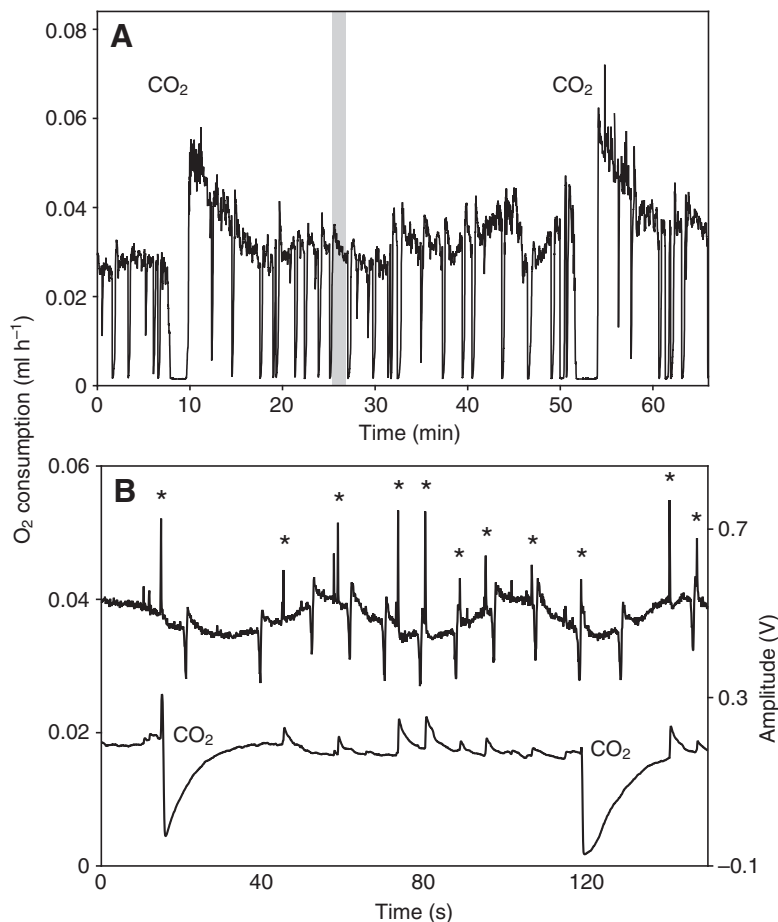 A
0.08
CO2
CO2
0.06
0.04
0.02
0
0 10 20 30 40 50 60
Time (min)
O2 consumption (ml h–1)
B
0.06
* * * * * * * * * * *
0.7
0.04
0.3
Amplitude (V)
0.02
CO2
CO2
0
–0.1
0 40 60 80 120
Time (s)